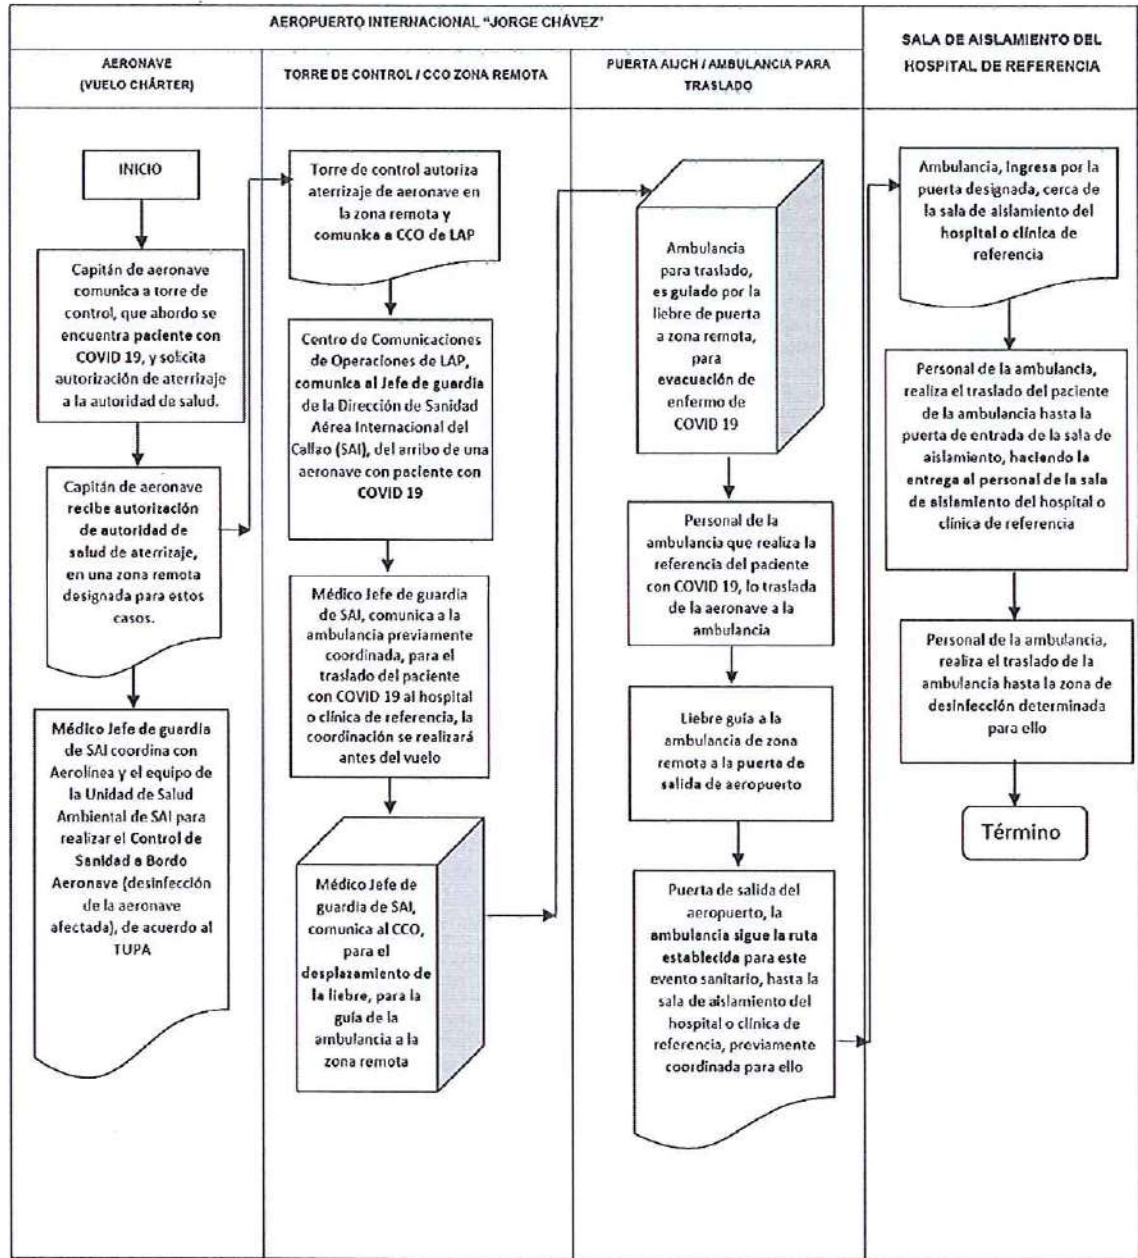 AEROPUERTO INTERNACIONAL "JORGE CHÁVEZ"
SALA DE AISLAMIENTO DEL
HOSPITAL DE REFERENCIA
AERONAVE
(VUELO CHÁRTER)
TORRE DE CONTROL / CCO ZONA REMOTA
PUERTA AIJCH / AMBULANCIA PARA
TRASLADO
INICIO
Capitán de aeronave
comunica a torre de
control, que abordo se
encuentra paciente con
COVID 19, y solicita
autorización de aterrizaje
a la autoridad de salud.
Capitán de aeronave
recibe autorización
de autoridad de
salud de aterrizaje,
en una zona remota
designada para estos
casos.
Médico Jefe de guardia
de SAI coordina con
Aerolínea y el equipo de
la Unidad de Salud
Ambiental de SAI para
realizar el Control de
Sanidad a Bordo
Aeronave (desinfección
de la aeronave
afectada), de acuerdo al
TUPA
Torre de control autoriza
aterrizaje de aeronave en
la zona remota y
comunica a CCO de LAP
Centro de Comunicaciones
de Operaciones de LAP,
comunica al Jefe de guardia
de la Dirección de Sanidad
Aérea Internacional del
Callao (SAI), del arribo de una
aeronave con paciente con
COVID 19
Médico Jefe de guardia
de SAI, comunica a la
ambulancia previamente
coordinada, para el
traslado del paciente
con COVID 19 al hospital
o clínica de referencia, la
coordinación se realizará
antes del vuelo
Médico Jefe de
guardia de SAI,
comunica al CCO,
para el
desplazamiento de
la liebre, para la
guía de la
ambulancia a la
zona remota
Ambulancia
para traslado,
es guiado por la
liebre de puerta
a zona remota,
para
evacuación de
enfermo de
COVID 19
Personal de la
ambulancia que realiza la
referencia del paciente
con COVID 19, lo traslada
de la aeronave a la
ambulancia
Liebre guía a la
ambulancia de zona
remota a la puerta de
salida de aeropuerto
Puerta de salida del
aeropuerto, la
ambulancia sigue la ruta
establecida para este
evento sanitario, hasta la
sala de aislamiento del
hospital o clínica de
referencia, previamente
coordinada para ello
Ambulancia, ingresa por la
puerta designada, cerca de
la sala de aislamiento del
hospital o clínica de
referencia
Personal de la ambulancia,
realiza el traslado del paciente
de la ambulancia hasta la
puerta de entrada de la sala de
aislamiento, haciendo la
entrega al personal de la sala
de aislamiento del hospital o
clínica de referencia
Personal de la ambulancia,
realiza el traslado de la
ambulancia hasta la zona de
desinfección determinada
para ello
Término